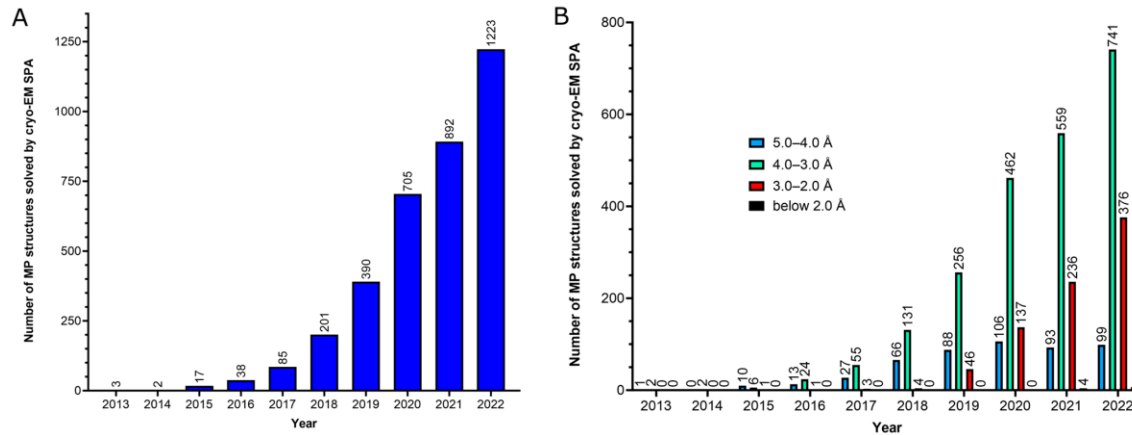 A
Number of MP structures solved by cryo-EM SPA
1250
1000
750
500
250
0
3
2
17
38
85
201
390
705
892
1223
2013 2014 2015 2016 2017 2018 2019 2020 2021 2022
Year
B
Number of MP structures solved by cryo-EM SPA
800
600
400
200
0
5.0–4.0 Å
4.0–3.0 Å
3.0–2.0 Å
below 2.0 Å
1 2 0 0
0 2 0 0
10 6 1 0
13 24 1 0
27 55 3 0
66 131 4 0
88 256 46 0
106 462 137 0
93 559 236 4
99 741 376
2013 2014 2015 2016 2017 2018 2019 2020 2021 2022
Year